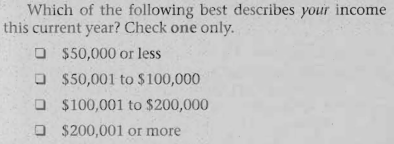 Which of the following best describes your income
this current year? Check one only.
❑ $50,000 or less
❑ $50,001 to $100,000
❑ $100,001 to $200,000
❑ $200,001 or more